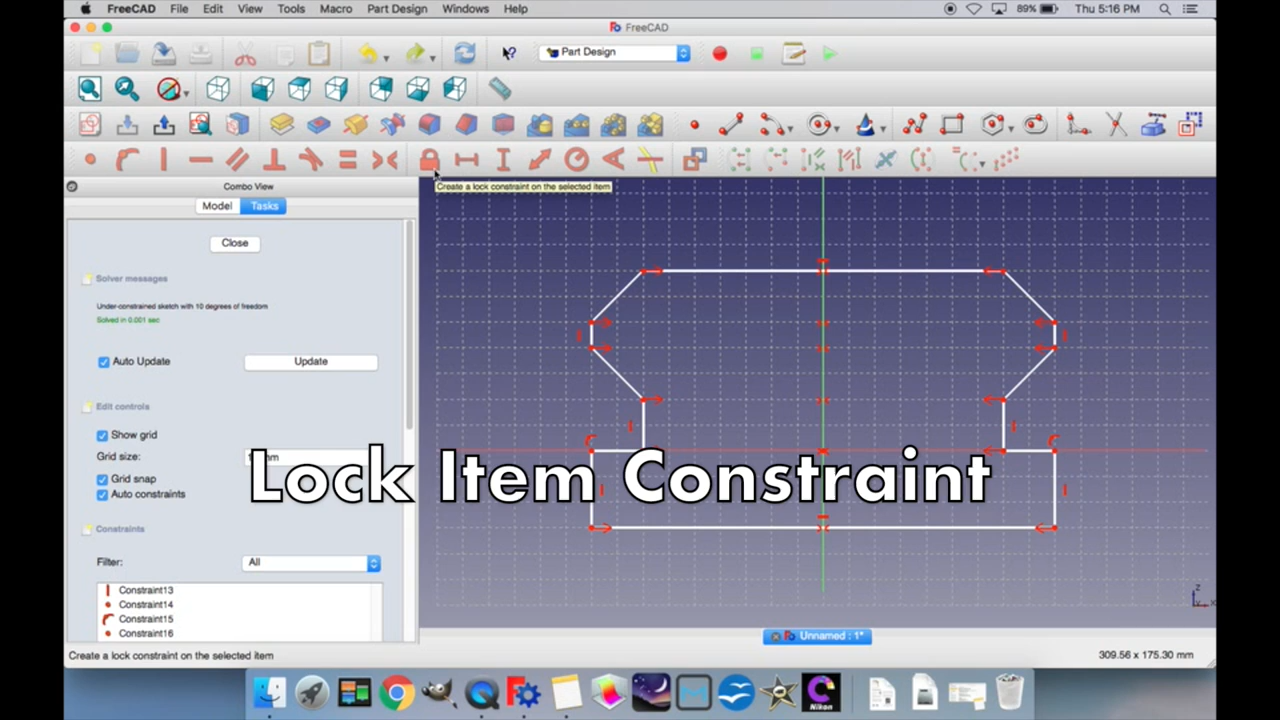 FreeCAD File Edit View Tools Macro Part Design Windows Help 89% Thu 5:16 PM
FreeCAD
Part Design
Create a lock constraint on the selected item
Combo View
Model Tasks
Close
Solver messages
Under-constrained sketch with 10 degrees of freedom
Solved in 0.001 sec
Auto Update Update
Edit controls
Show grid
Grid size:
Grid snap
Auto constraints
Lock Item Constraint
Constraints
Filter: All
Constraint13
Constraint14
Constraint15
Constraint16
Unnamed : 1*
Create a lock constraint on the selected item 309.56 x 175.30 mm
Nikon